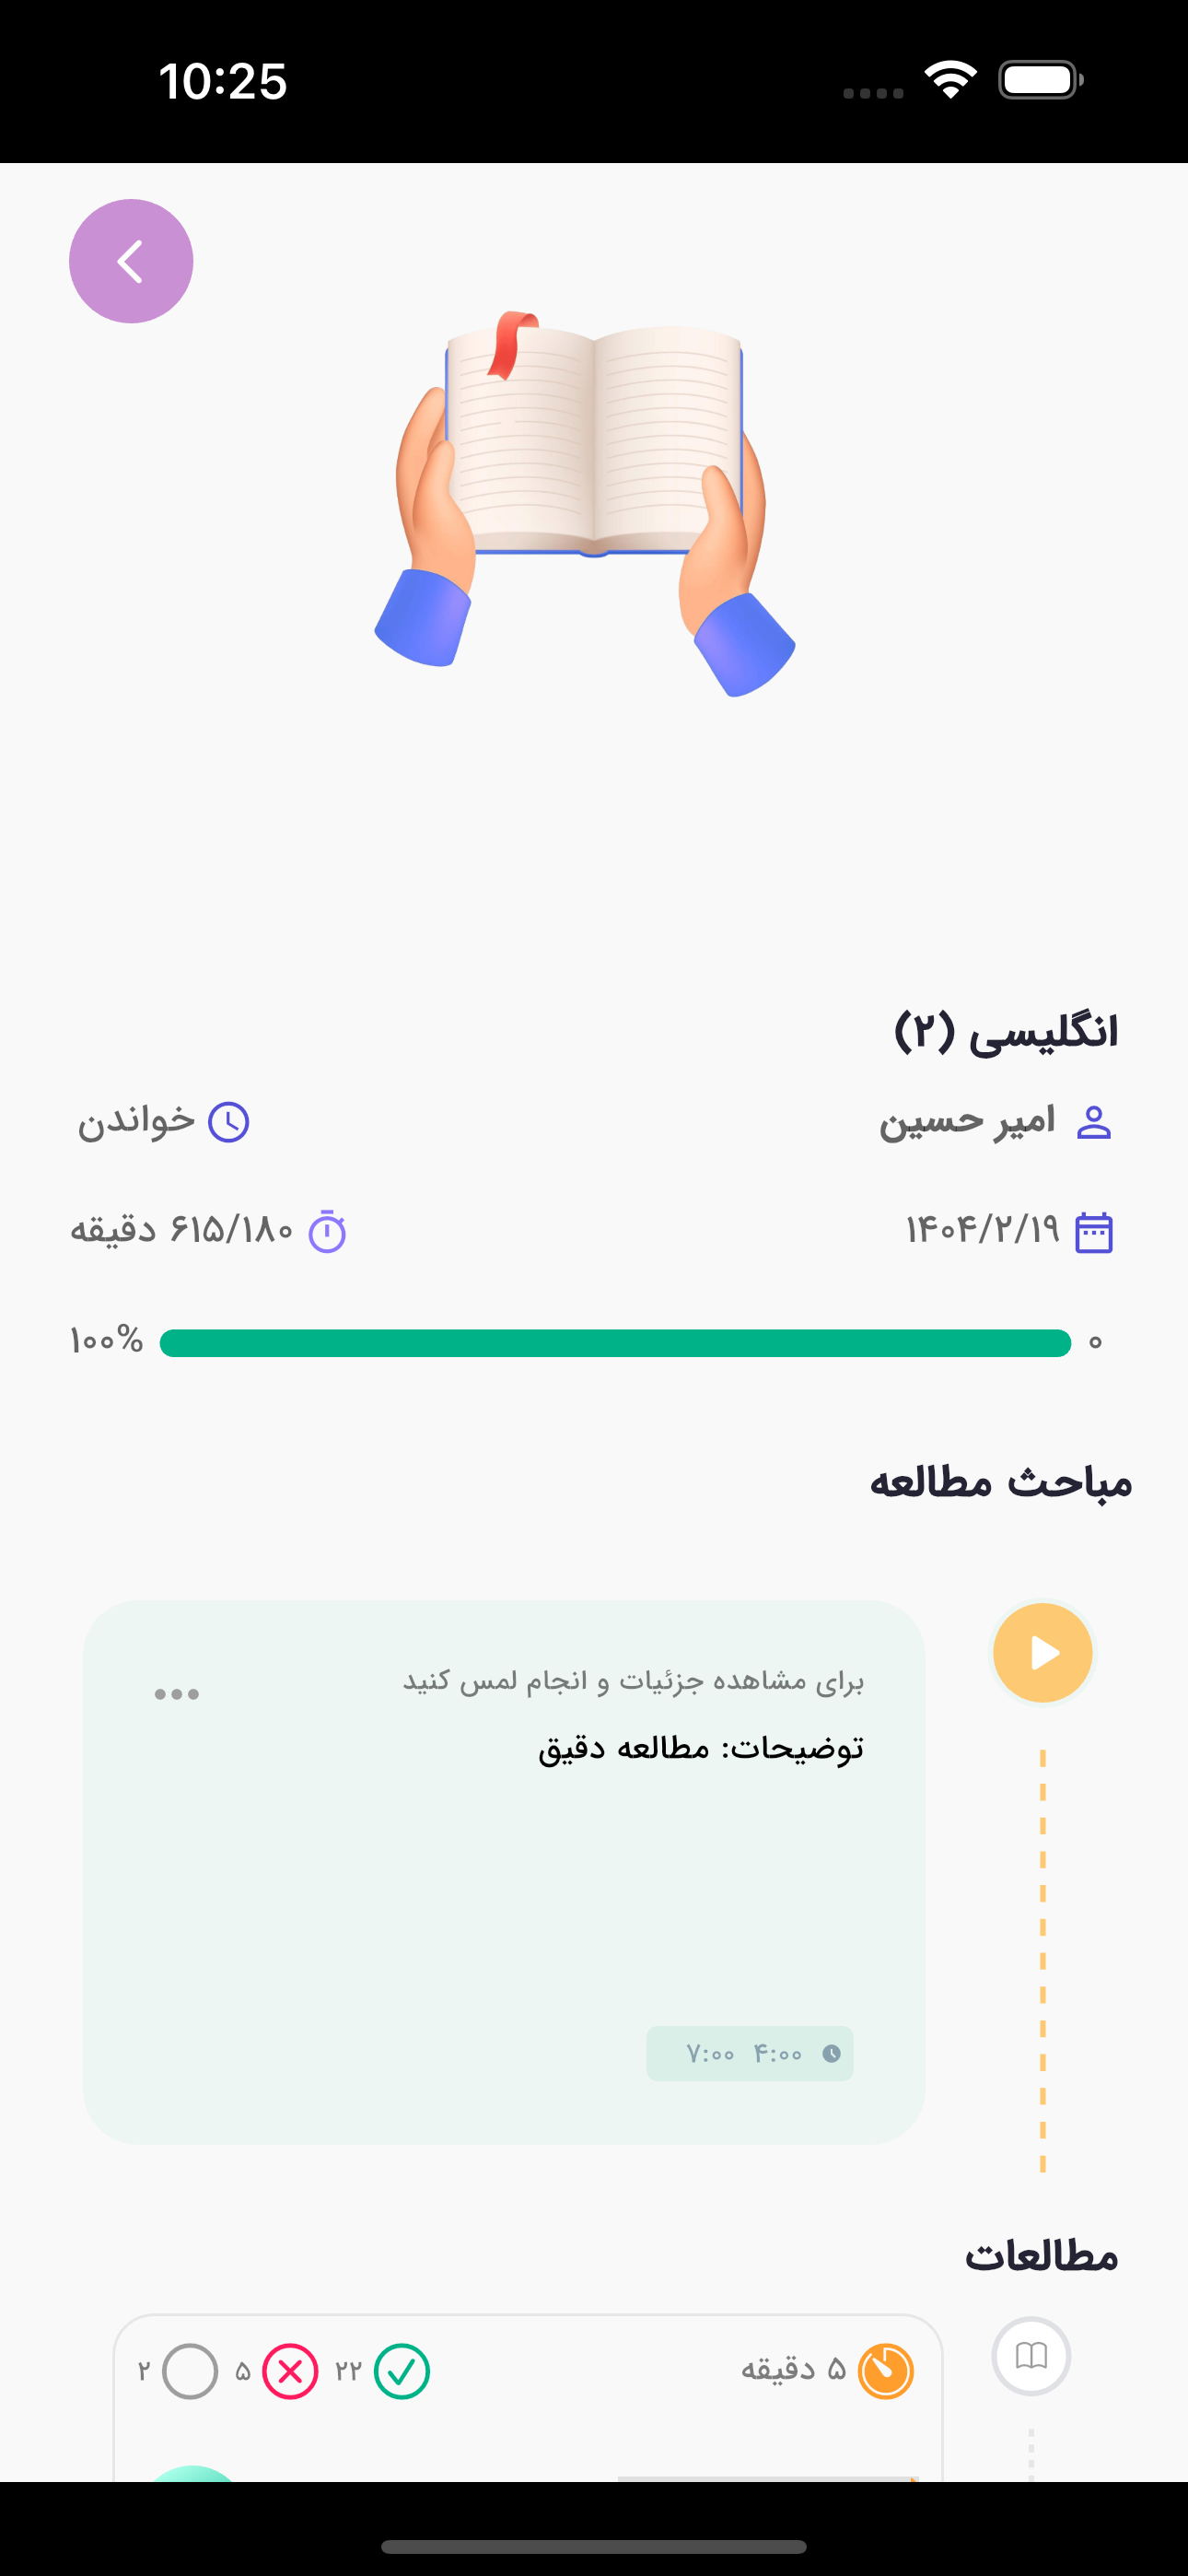 10:25
انگلیسی (۲)
امیر حسین
خواندن
۱۴۰۴/۲/۱۹
۶۱۵/۱۸۰ دقیقه
۰
۱۰۰%
مباحث مطالعه
برای مشاهده جزئیات و انجام لمس کنید
توضیحات: مطالعه دقیق
۴:۰۰ ۷:۰۰
مطالعات
۵ دقیقه
۲۲ ۵ ۲